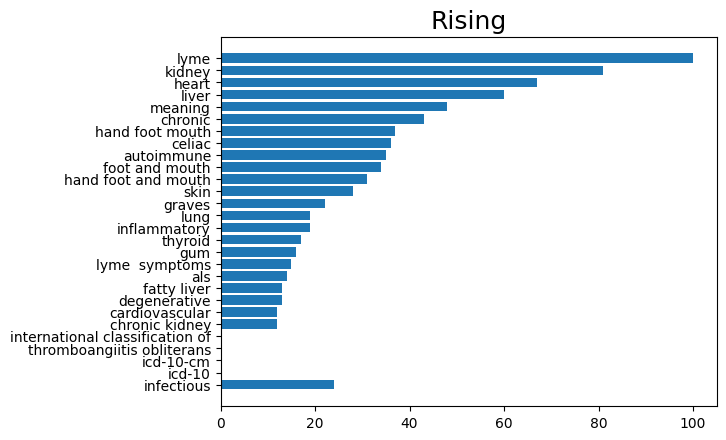 Rising
lyme
kidney
heart
liver
meaning
chronic
hand foot mouth
celiac
autoimmune
foot and mouth
hand foot and mouth
skin
graves
lung
inflammatory
thyroid
gum
lyme  symptoms
als
fatty liver
degenerative
cardiovascular
chronic kidney
international classification of
thromboangiitis obliterans
icd-10-cm
icd-10
infectious
0 20 40 60 80 100